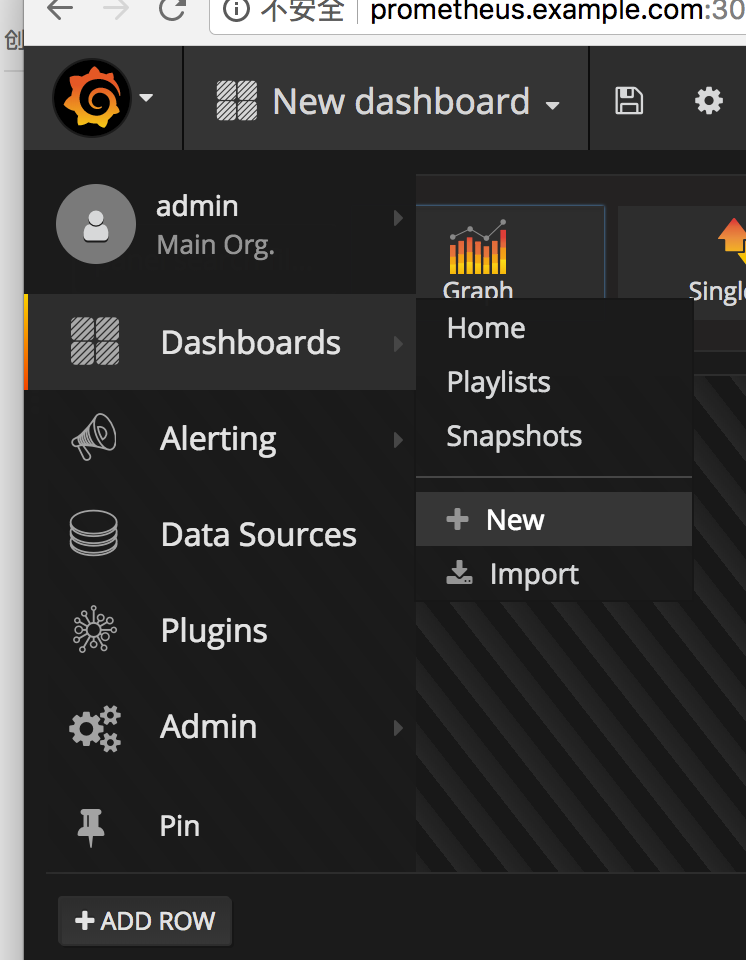 不安全 prometheus.example.com:30
创
New dashboard
admin
Main Org.
Graph
Single
Dashboards
Home
Playlists
Snapshots
New
Import
Alerting
Data Sources
Plugins
Admin
Pin
ADD ROW